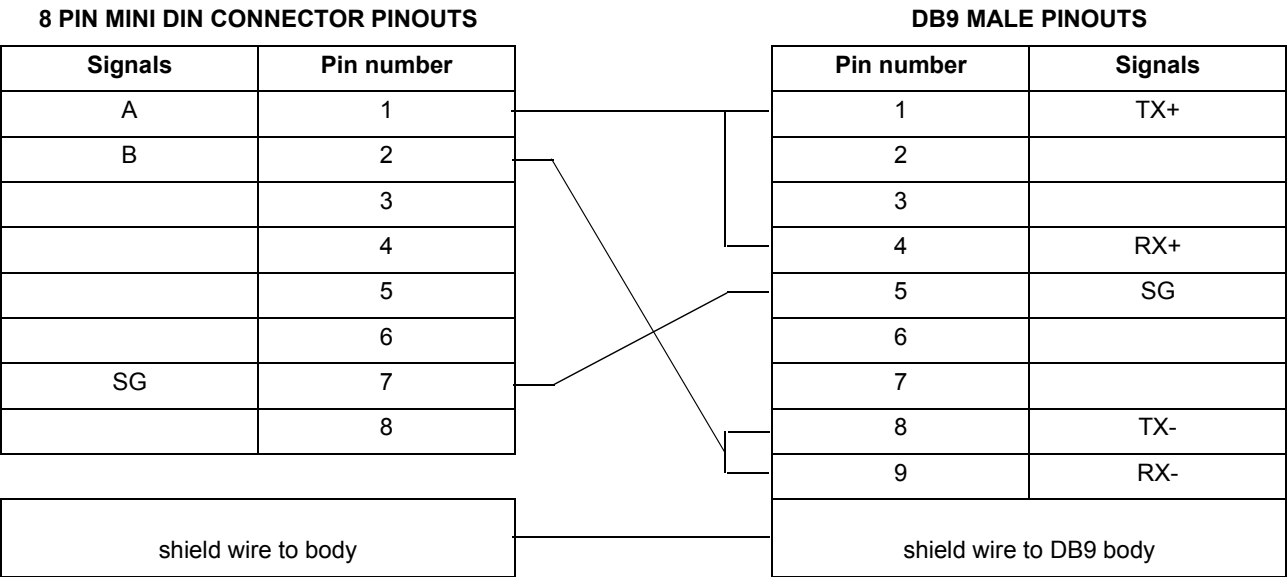 8 PIN MINI DIN CONNECTOR PINOUTS DB9 MALE PINOUTS
Signals Pin number Pin number Signals
A 1 1 TX+
B 2 2
3 3
4 4 RX+
5 5 SG
6 6
SG 7 7
8 8 TX-
9 RX-
shield wire to body shield wire to DB9 body